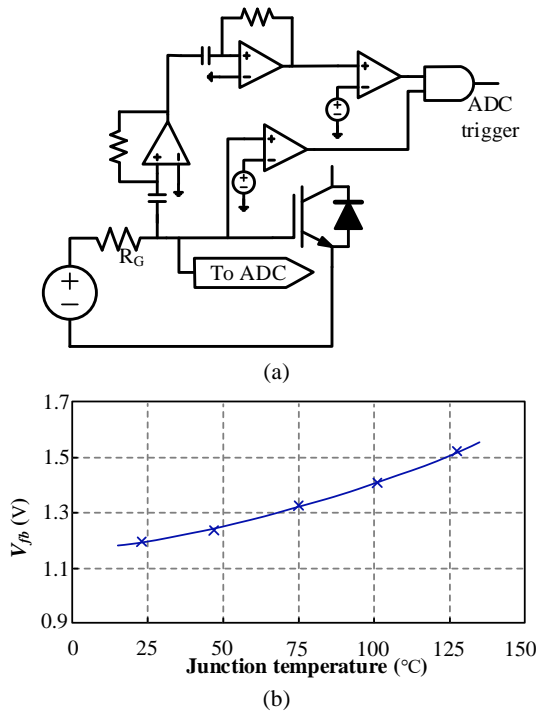 ADC
trigger
R_G
To ADC
(a)
1.7
1.5
1.3
1.1
0.9
V_fb (V)
0 25 50 75 100 125 150
Junction temperature (°C)
(b)